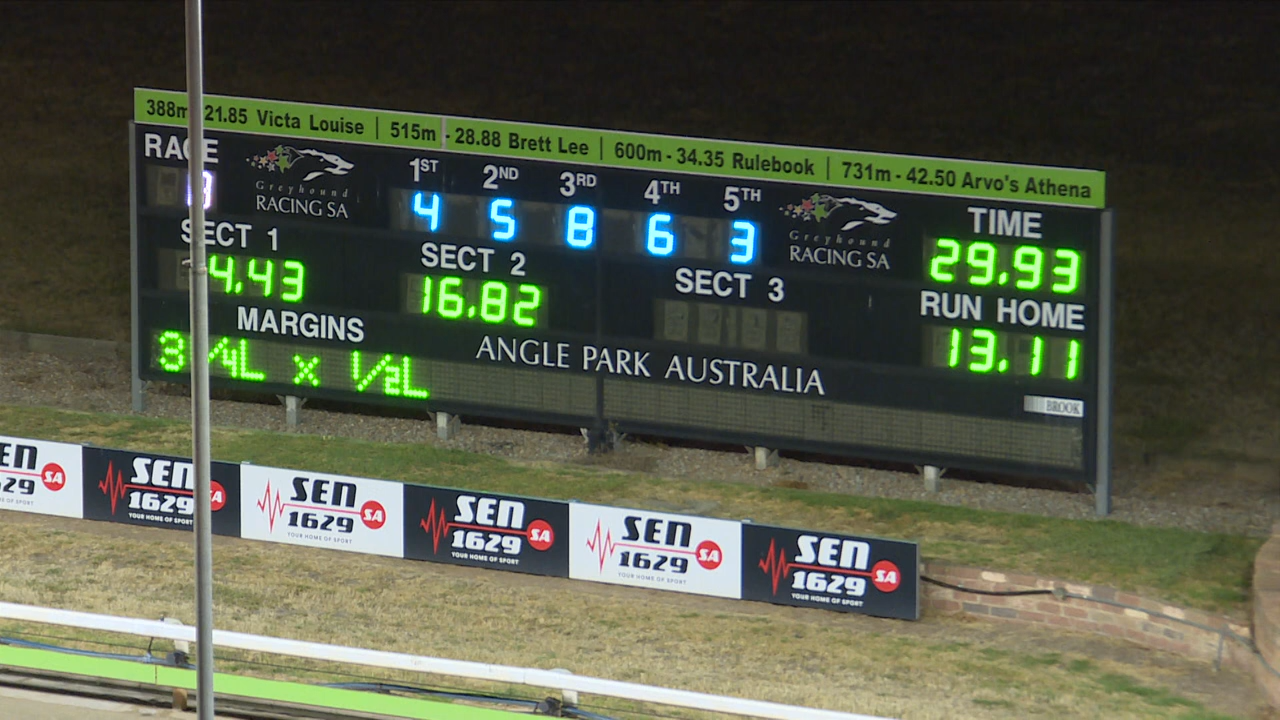 388m 21.85 Victa Louise | 515m - 28.88 Brett Lee | 600m - 34.35 Rulebook | 731m - 42.50 Arvo's Athena
RACE 1ST 2ND 3RD 4TH 5TH
Greyhound RACING SA
4 5 8 6 3
Greyhound RACING SA
TIME
29.93
SECT 1 SECT 2 SECT 3
4.43 16.82
RUN HOME
13.11
MARGINS
3 1/4L x 1/2L
ANGLE PARK AUSTRALIA
BROOK
EN SA
29
OF SPORT
SEN
1629 A
YOUR HOME OF SPORT
SEN
1629 SA
YOUR HOME OF SPORT
SEN
1629 SA
YOUR HOME OF SPORT
SEN
1629 SA
YOUR HOME OF SPORT
SEN
1629 SA
YOUR HOME OF SPORT